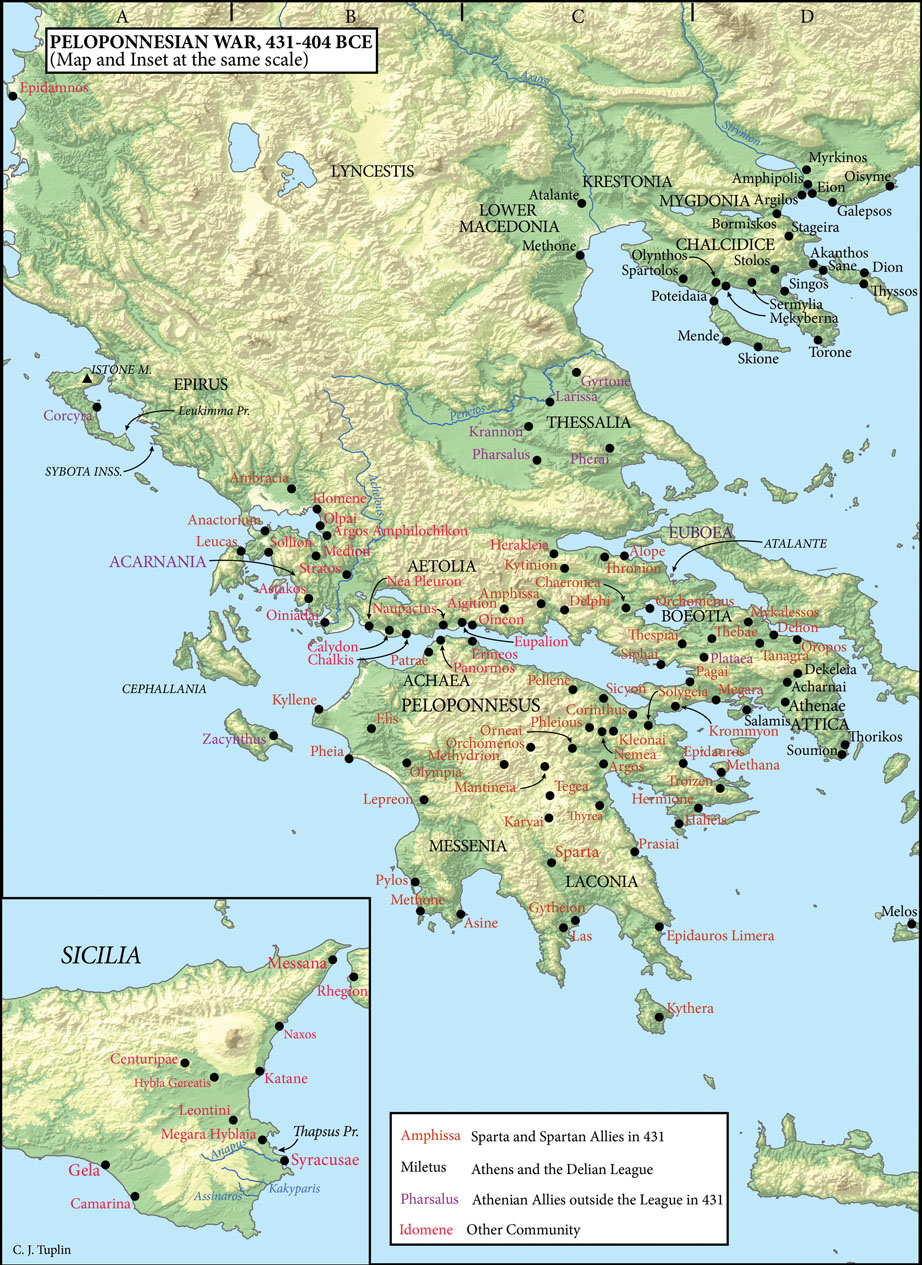 A
B
C
D
PELOPONNESIAN WAR, 431-404 BCE
(Map and Inset at the same scale)
Epidamnos
LYNCESTIS
Axios
Strymon
Myrkinos
Amphipolis
Oisyme
Eion
KRESTONIA
Atalante
MYGDONIA
Argilos
Galepsos
LOWER
MACEDONIA
Bormiskos
Stageira
Methone
CHALCIDICE
Akanthos
Olynthos
Stolos
Sane
Dion
Spartolos
Singos
Thyssos
Poteidaia
Sermylia
Mekyberna
Mende
Skione
Torone
ISTONE M.
EPIRUS
Gyrtone
Larissa
Corcyra
Leukimma Pr.
Peneios
Krannon
THESSALIA
Pharsalus
Pherai
SYBOTA INSS.
Ambracia
Achelous
Idomene
Anactorium
Olpai
Argos Amphilochikon
EUBOEA
Leucas
Sollion
Medion
Herakleia
Alope
ATALANTE
ACARNANIA
Stratos
AETOLIA
Kytinion
Thronion
Nea Pleuron
Chaeronea
Astakos
Amphissa
Delphi
Orchomenus
Naupactus
Aigition
BOEOTIA
Mykalessos
Oiniadai
Oineon
Thespiai
Thebae
Delion
Calydon
Eupalion
Oropos
Chalkis
Patrae
Erineos
Siphai
Plataea
Tanagra
Panormos
Pagai
Dekeleia
CEPHALLANIA
ACHAEA
Pellene
Acharnai
Sicyon
Solygeia
Megara
Kyllene
PELOPONNESUS
Corinthus
Athenae
Elis
Phleious
Salamis
ATTICA
Zacynthus
Orneai
Kleonai
Krommyon
Thorikos
Orchomenos
Nemea
Epidauros
Sounion
Pheia
Methydrion
Argos
Methana
Olympia
Mantineia
Tegea
Troizen
Lepreon
Hermione
Karyai
Thyrea
Halieis
MESSENIA
Sparta
Prasiai
Pylos
LACONIA
Methone
Gytheion
Melos
Asine
Las
Epidauros Limera
Kythera
SICILIA
Messana
Rhegion
Naxos
Centuripae
Hybla Gereatis
Katane
Leontini
Megara Hyblaia
Thapsus Pr.
Anapus
Syracusae
Gela
Kakyparis
Assinaros
Camarina
C. J. Tuplin
Amphissa Sparta and Spartan Allies in 431
Miletus Athens and the Delian League
Pharsalus Athenian Allies outside the League in 431
Idomene Other Community